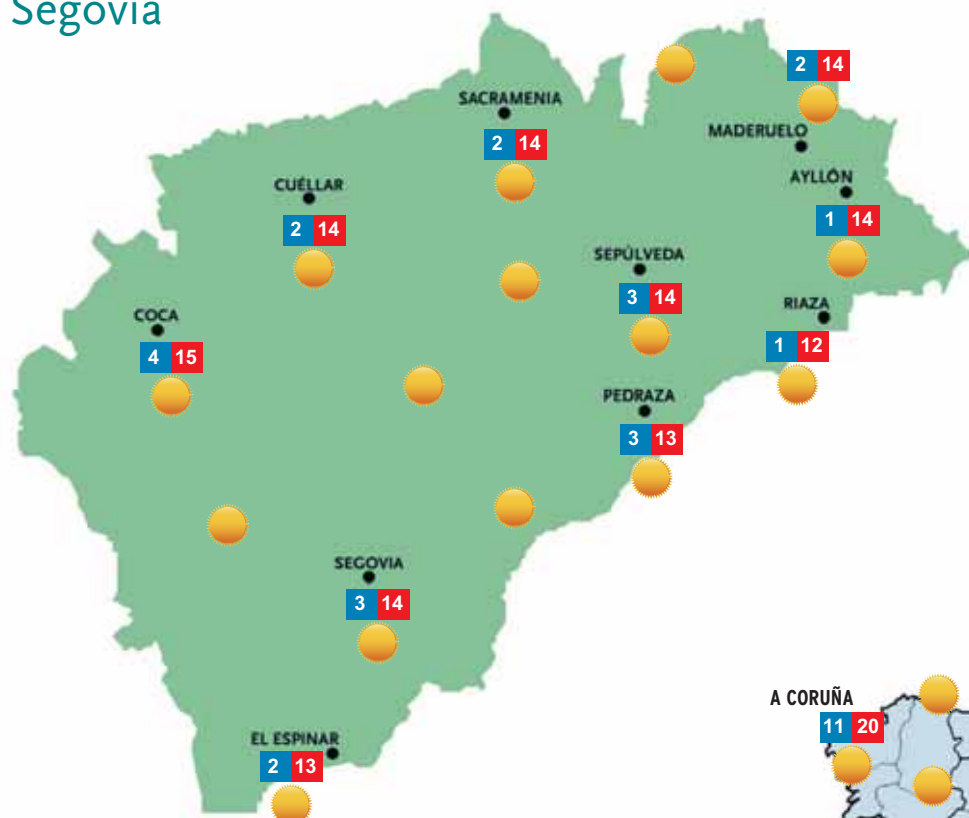 Segovia
2 14
SACRAMENIA
2 14
MADERUELO
CUÉLLAR
2 14
AYLLÓN
1 14
SEPÚLVEDA
3 14
COCA
4 15
RIAZA
1 12
PEDRAZA
3 13
SEGOVIA
3 14
A CORUÑA
11 20
EL ESPINAR
2 13